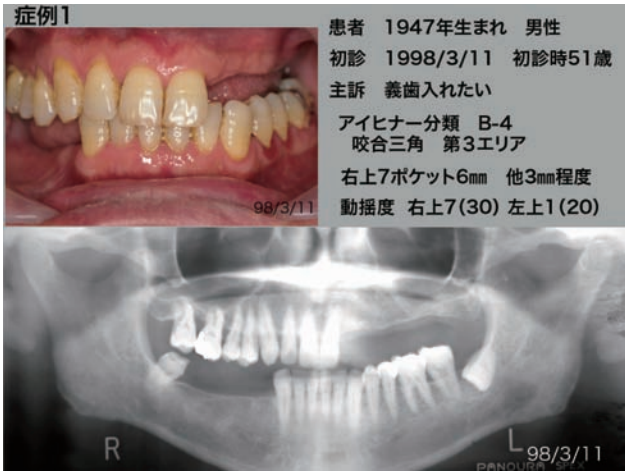 症例1
患者 1947年生まれ 男性
初診 1998/3/11 初診時51歳
主訴 義歯入れたい
アイヒナー分類 B-4
咬合三角 第3エリア
右上7ポケット6㎜ 他3㎜程度
動揺度 右上7(30) 左上1(20)
98/3/11
R
L 98/3/11
PANOURA